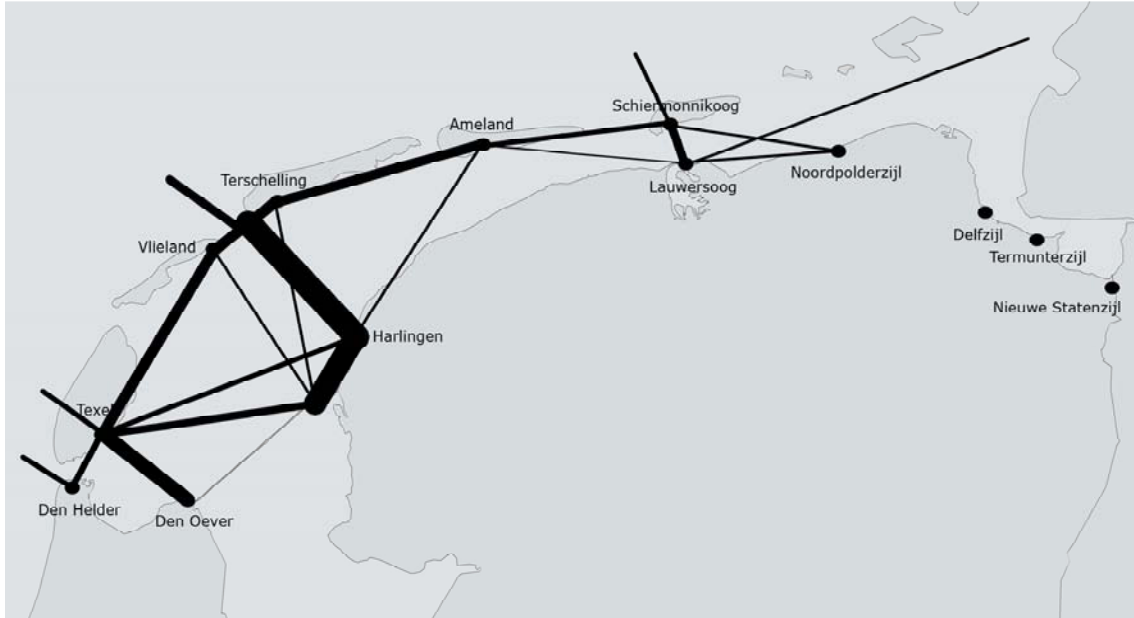 Schiermonnikoog
Ameland
Noordpolderzijl
Terschelling
Lauwersoog
Delfzijl
Vlieland
Termunterzijl
Nieuwe Statenzijl
Harlingen
Texel
Den Helder
Den Oever